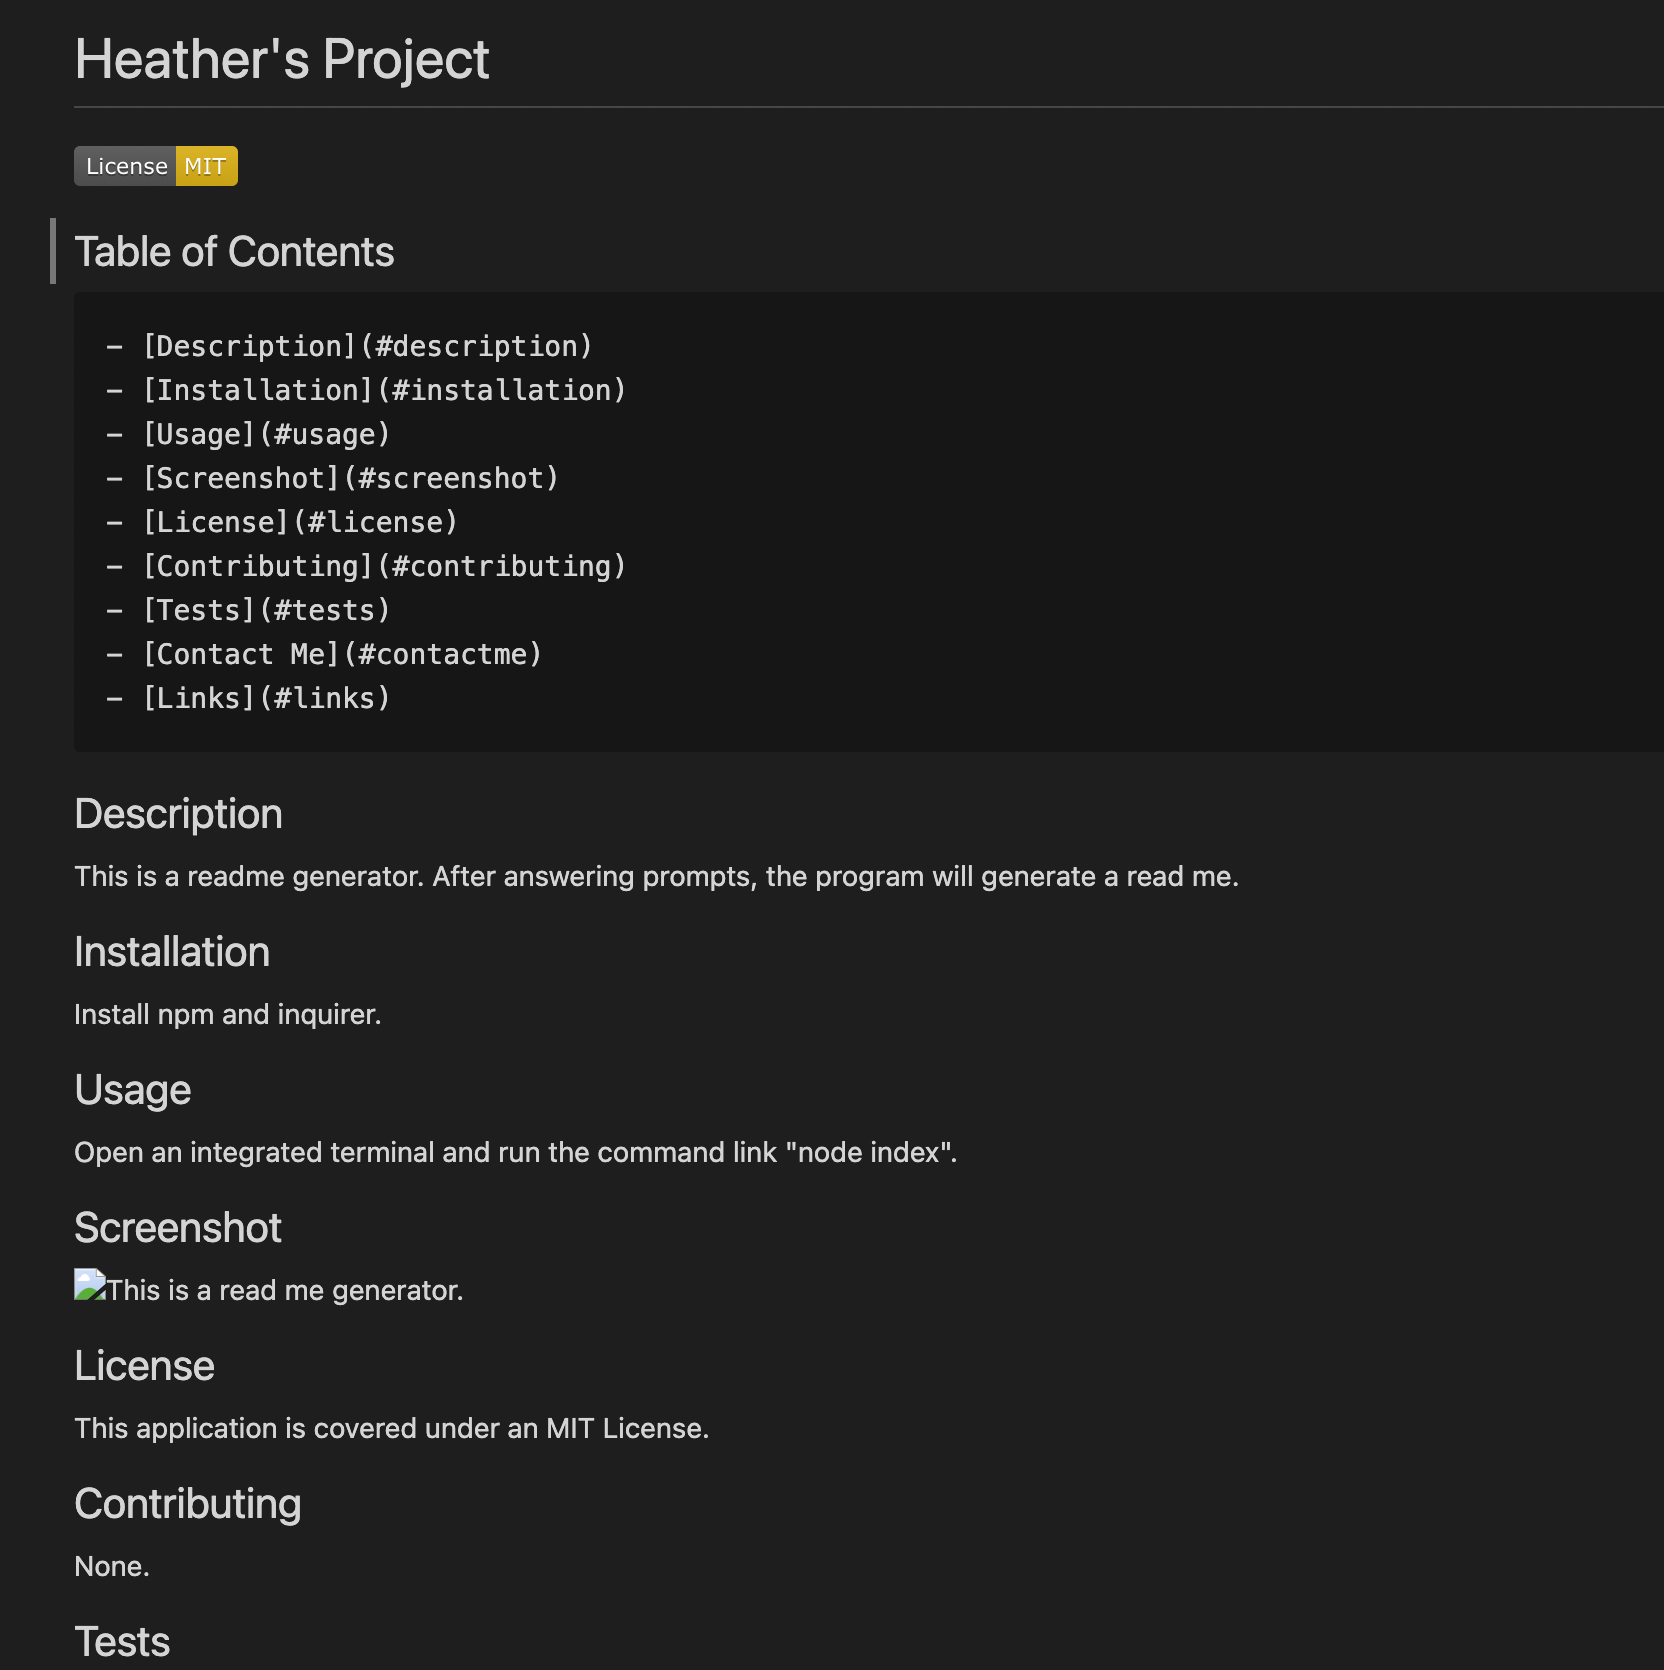 Heather's Project
License MIT
Table of Contents
- [Description](#description)
- [Installation](#installation)
- [Usage](#usage)
- [Screenshot](#screenshot)
- [License](#license)
- [Contributing](#contributing)
- [Tests](#tests)
- [Contact Me](#contactme)
- [Links](#links)
Description
This is a readme generator. After answering prompts, the program will generate a read me.
Installation
Install npm and inquirer.
Usage
Open an integrated terminal and run the command link "node index".
Screenshot
This is a read me generator.
License
This application is covered under an MIT License.
Contributing
None.
Tests